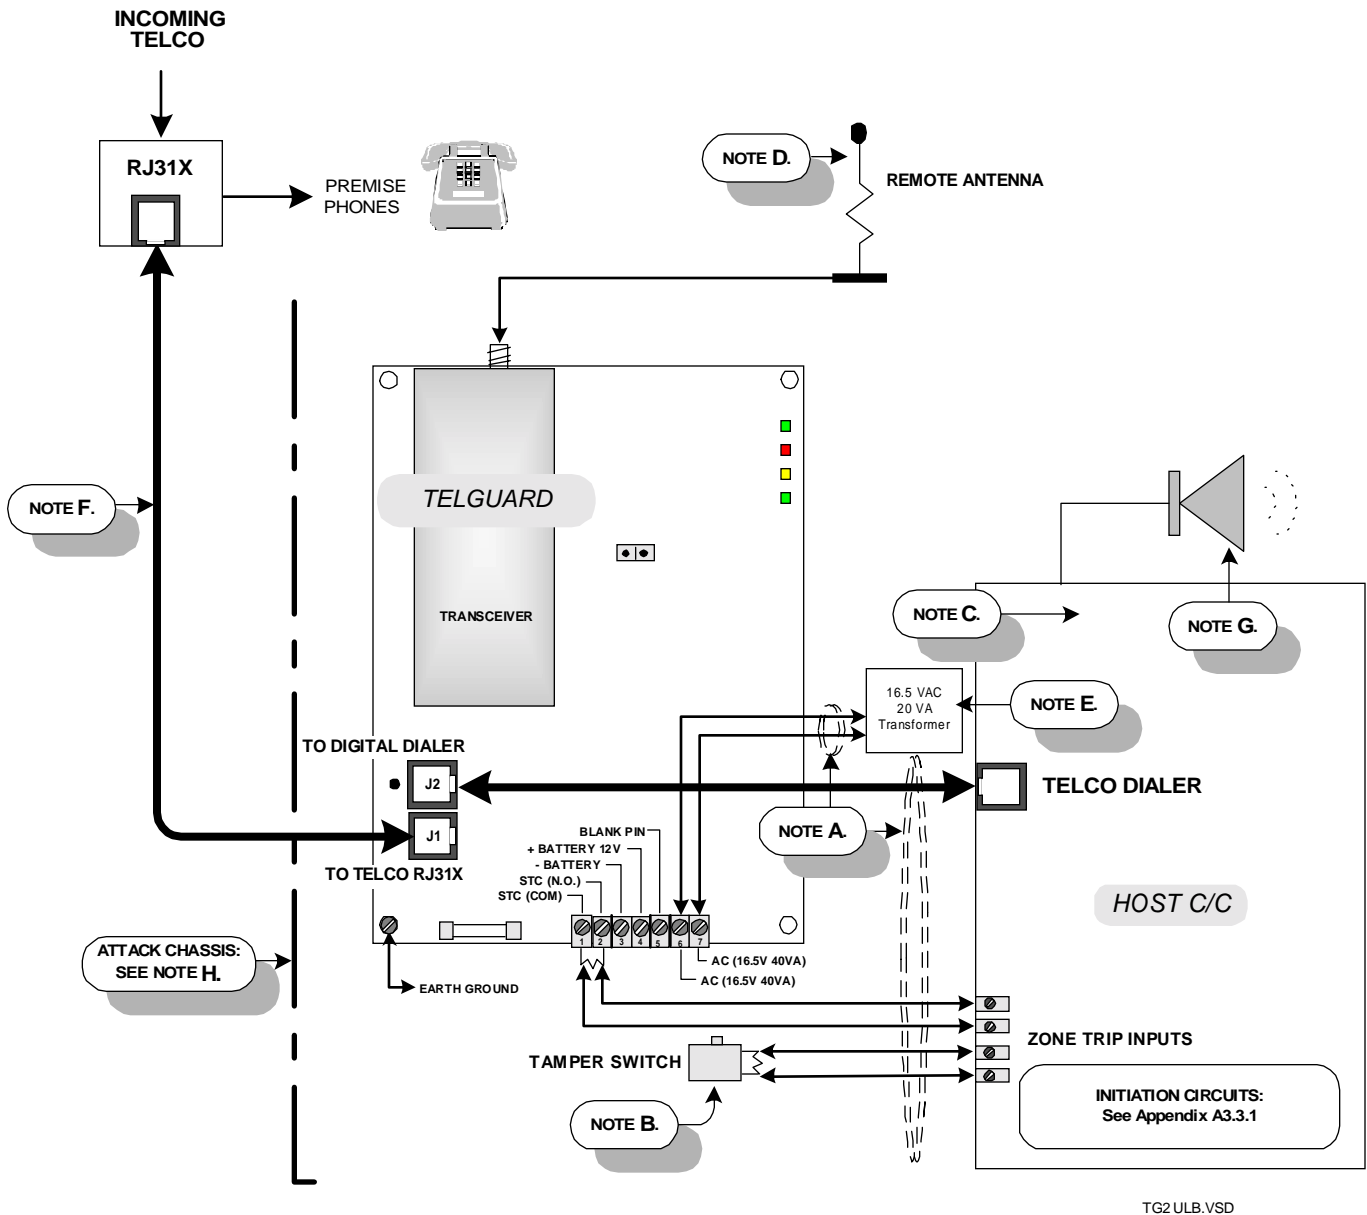 INCOMING
TELCO
RJ31X
PREMISE
PHONES
NOTE D.
REMOTE ANTENNA
NOTE F.
TELGUARD
TRANSCEIVER
NOTE C.
NOTE G.
16.5 VAC
20 VA
Transformer
NOTE E.
TO DIGITAL DIALER
J2
TELCO DIALER
J1
NOTE A.
TO TELCO RJ31X
BLANK PIN
+ BATTERY 12V
- BATTERY
STC (N.O.)
STC (COM)
HOST C/C
1 2 3 4 5 6 7
ATTACK CHASSIS:
SEE NOTE H.
AC (16.5V 40VA)
AC (16.5V 40VA)
EARTH GROUND
ZONE TRIP INPUTS
TAMPER SWITCH
NOTE B.
INITIATION CIRCUITS:
See Appendix A3.3.1
TG2 ULB.VSD